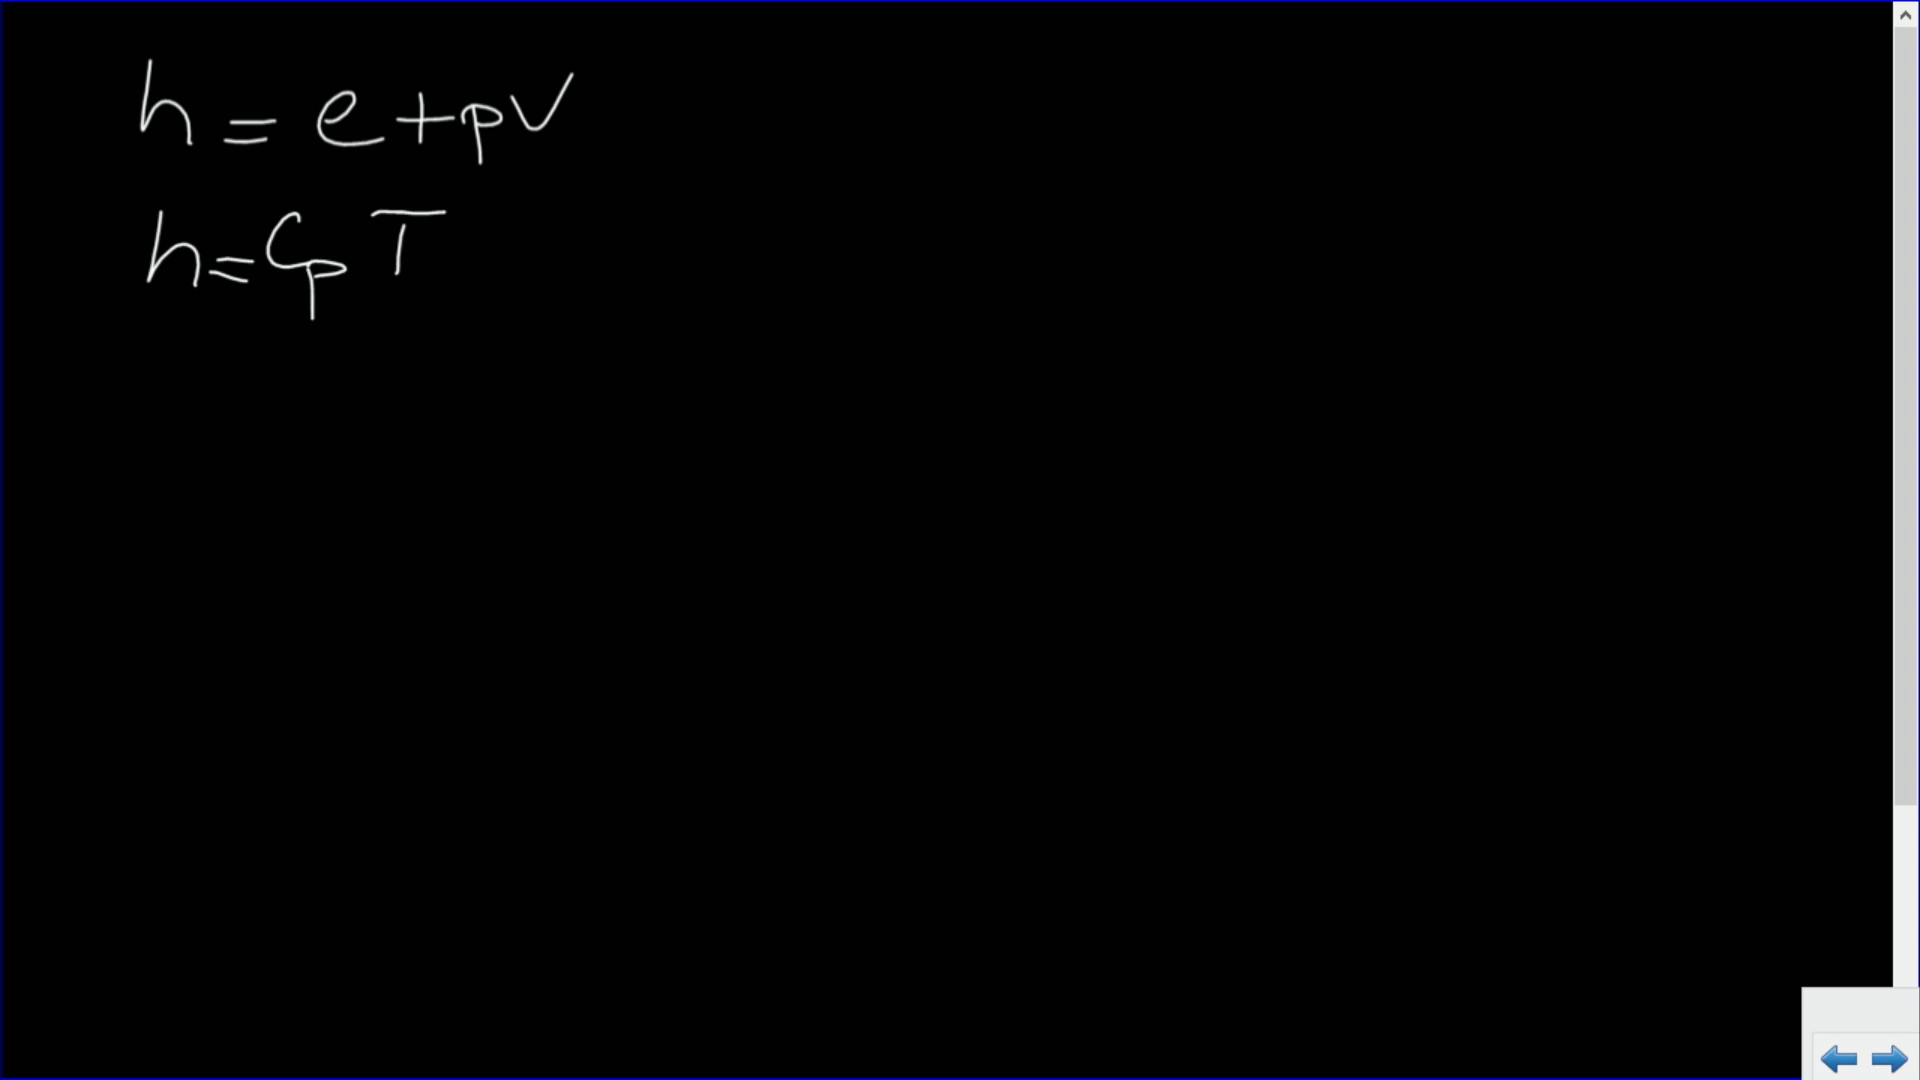 h = e + pv
h = Cp T